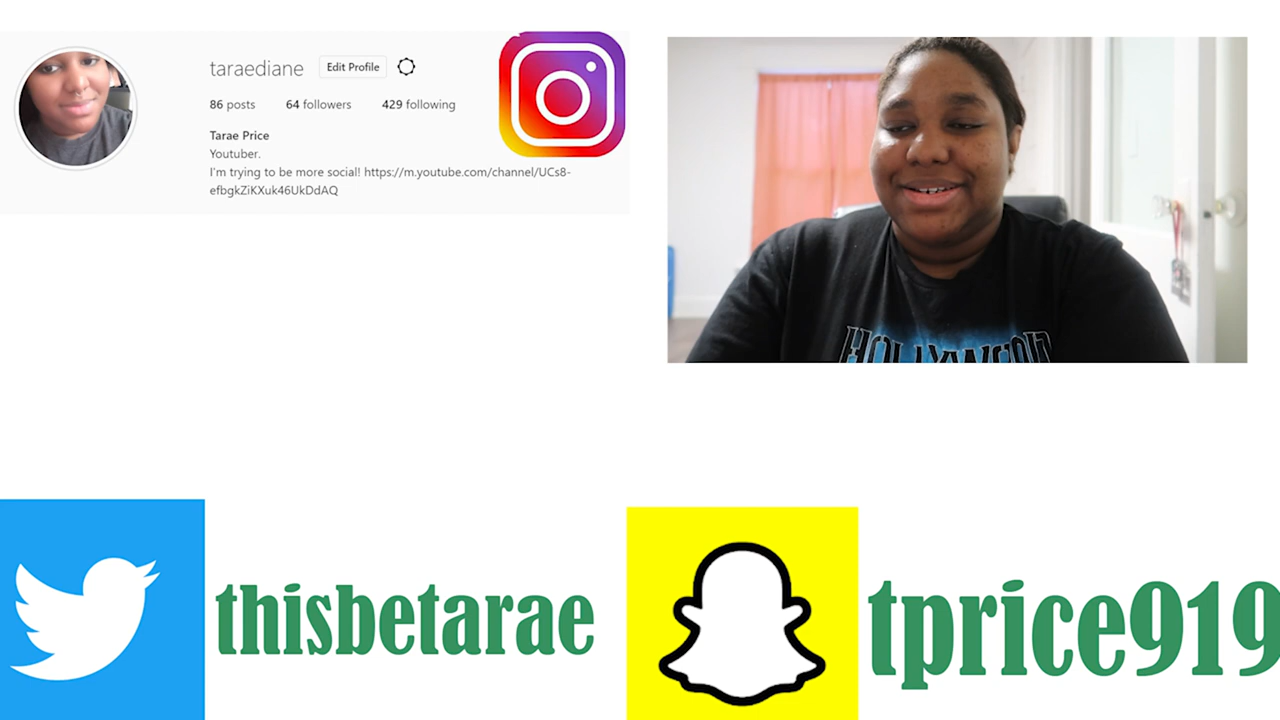 taraediane Edit Profile
86 posts 64 followers 429 following
Tarae Price
Youtuber.
I'm trying to be more social! https://m.youtube.com/channel/UCs8-
efbgkZiKXuk46UkDdAQ
HOLLYWOOD
thisbetarae
tprice919